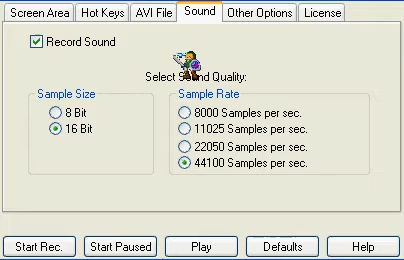 Screen Area Hot Keys AVI File Sound Other Options License
Record Sound
Select Sound Quality:
Sample Size
8 Bit
16 Bit
Sample Rate
8000 Samples per sec.
11025 Samples per sec.
22050 Samples per sec.
44100 Samples per sec.
Start Rec. Start Paused Play Defaults Help